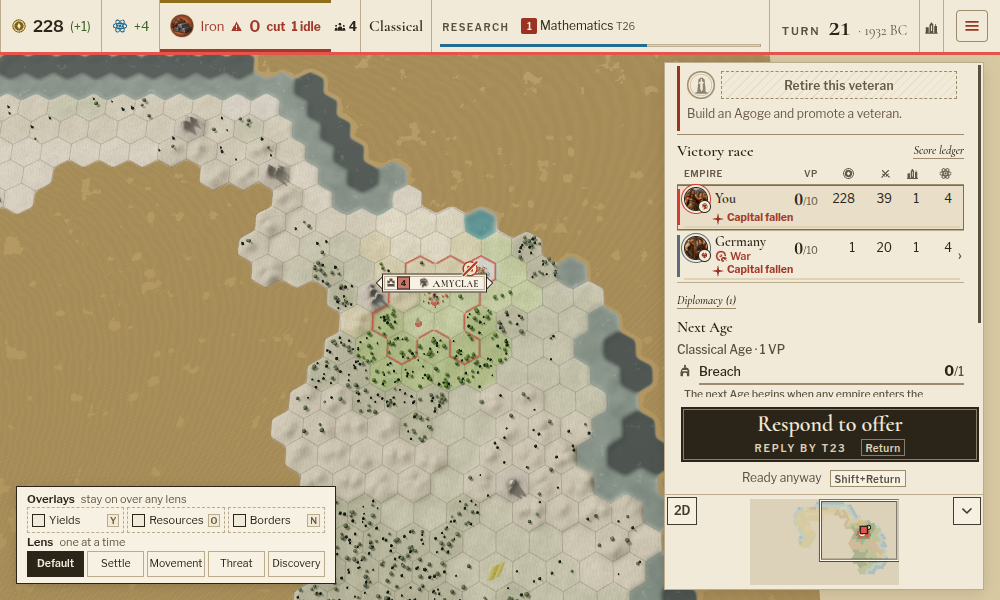 228 (+1)
+4
Iron 0 cut 1 idle
4
Classical
RESEARCH 1 Mathematics T26
TURN 21 · 1932 BC
Retire this veteran
Build an Agoge and promote a veteran.
Victory race
Score ledger
EMPIRE VP
You 0/10 228 39 1 4
Capital fallen
Germany 0/10 1 20 1 4 ›
War
Capital fallen
Diplomacy (1)
Next Age
Classical Age · 1 VP
Breach 0/1
The next Age begins when any empire enters the
Respond to offer
REPLY BY T23 Return
Ready anyway Shift+Return
2D
4 AMYCLAE
Overlays stay on over any lens
Yields Y
Resources O
Borders N
Lens one at a time
Default
Settle
Movement
Threat
Discovery